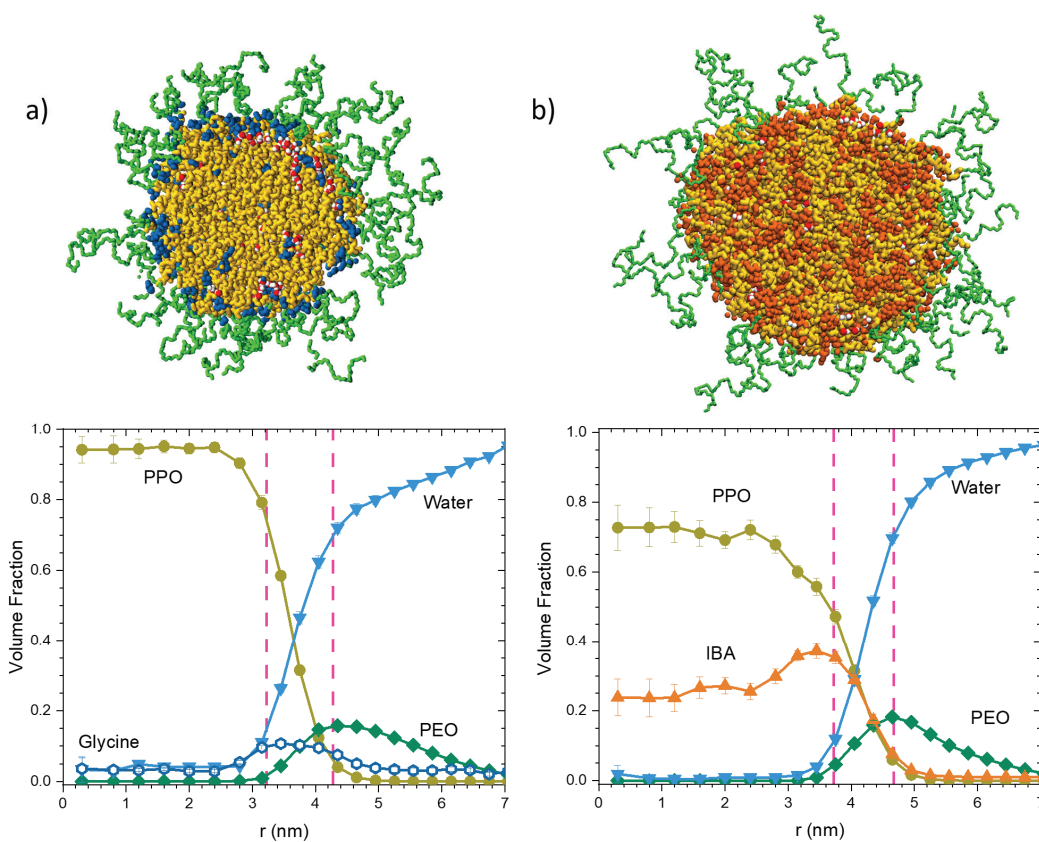 a)
b)
1.0
0.8
0.6
0.4
0.2
0.0
Volume Fraction
PPO
Water
Glycine
PEO
0 1 2 3 4 5 6 7
r (nm)
1.0
0.8
0.6
0.4
0.2
0.0
Volume Fraction
PPO
Water
IBA
PEO
0 1 2 3 4 5 6 7
r (nm)